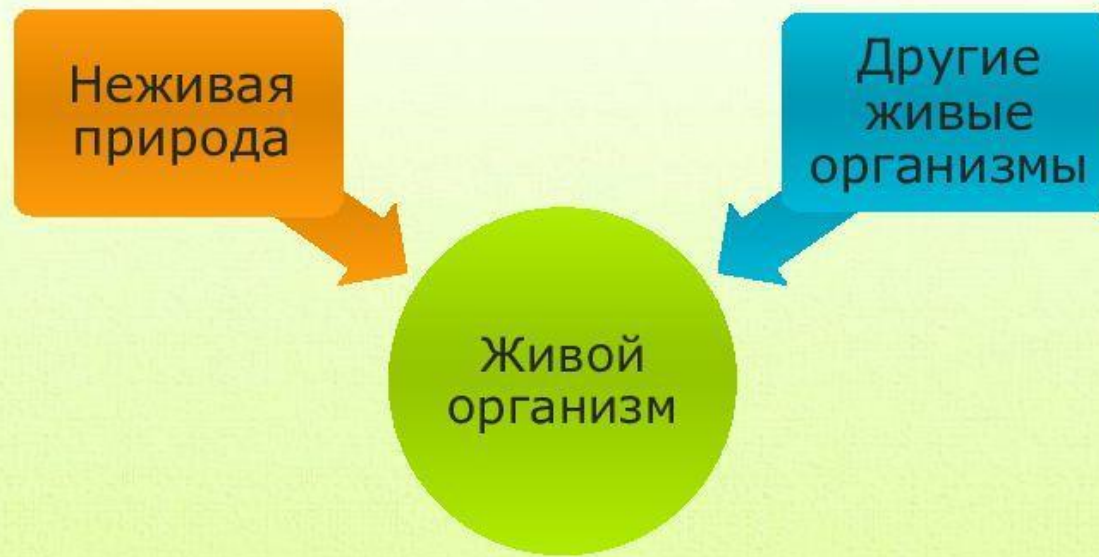 Неживая
природа
Другие
живые
организмы
Живой
организм